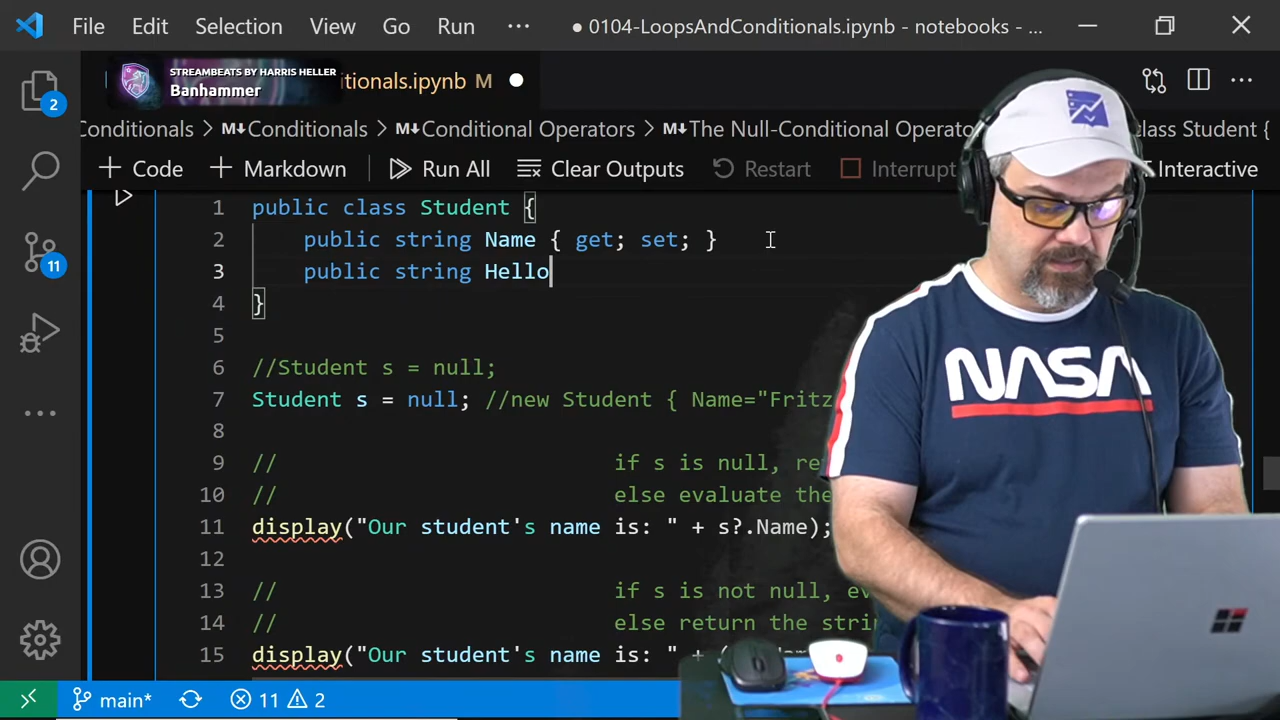 File Edit Selection View Go Run ··· ● 0104-LoopsAndConditionals.ipynb - notebooks - ...
STREAMBEATS BY HARRIS HELLER
Banhammer
itionals.ipynb M
Conditionals > Conditionals > Conditional Operators > The Null-Conditional Operato class Student {
+ Code + Markdown Run All Clear Outputs Restart Interrupt Interactive
1 public class Student {
2 public string Name { get; set; }
3 public string Hello
4 }
5
6 //Student s = null;
7 Student s = null; //new Student { Name="Fritz
8
9 // if s is null, re
10 // else evaluate the
11 display("Our student's name is: " + s?.Name);
12
13 // if s is not null, ev
14 // else return the strin
15 display("Our student's name is: " + (
2
11
NASA
main* 11 2